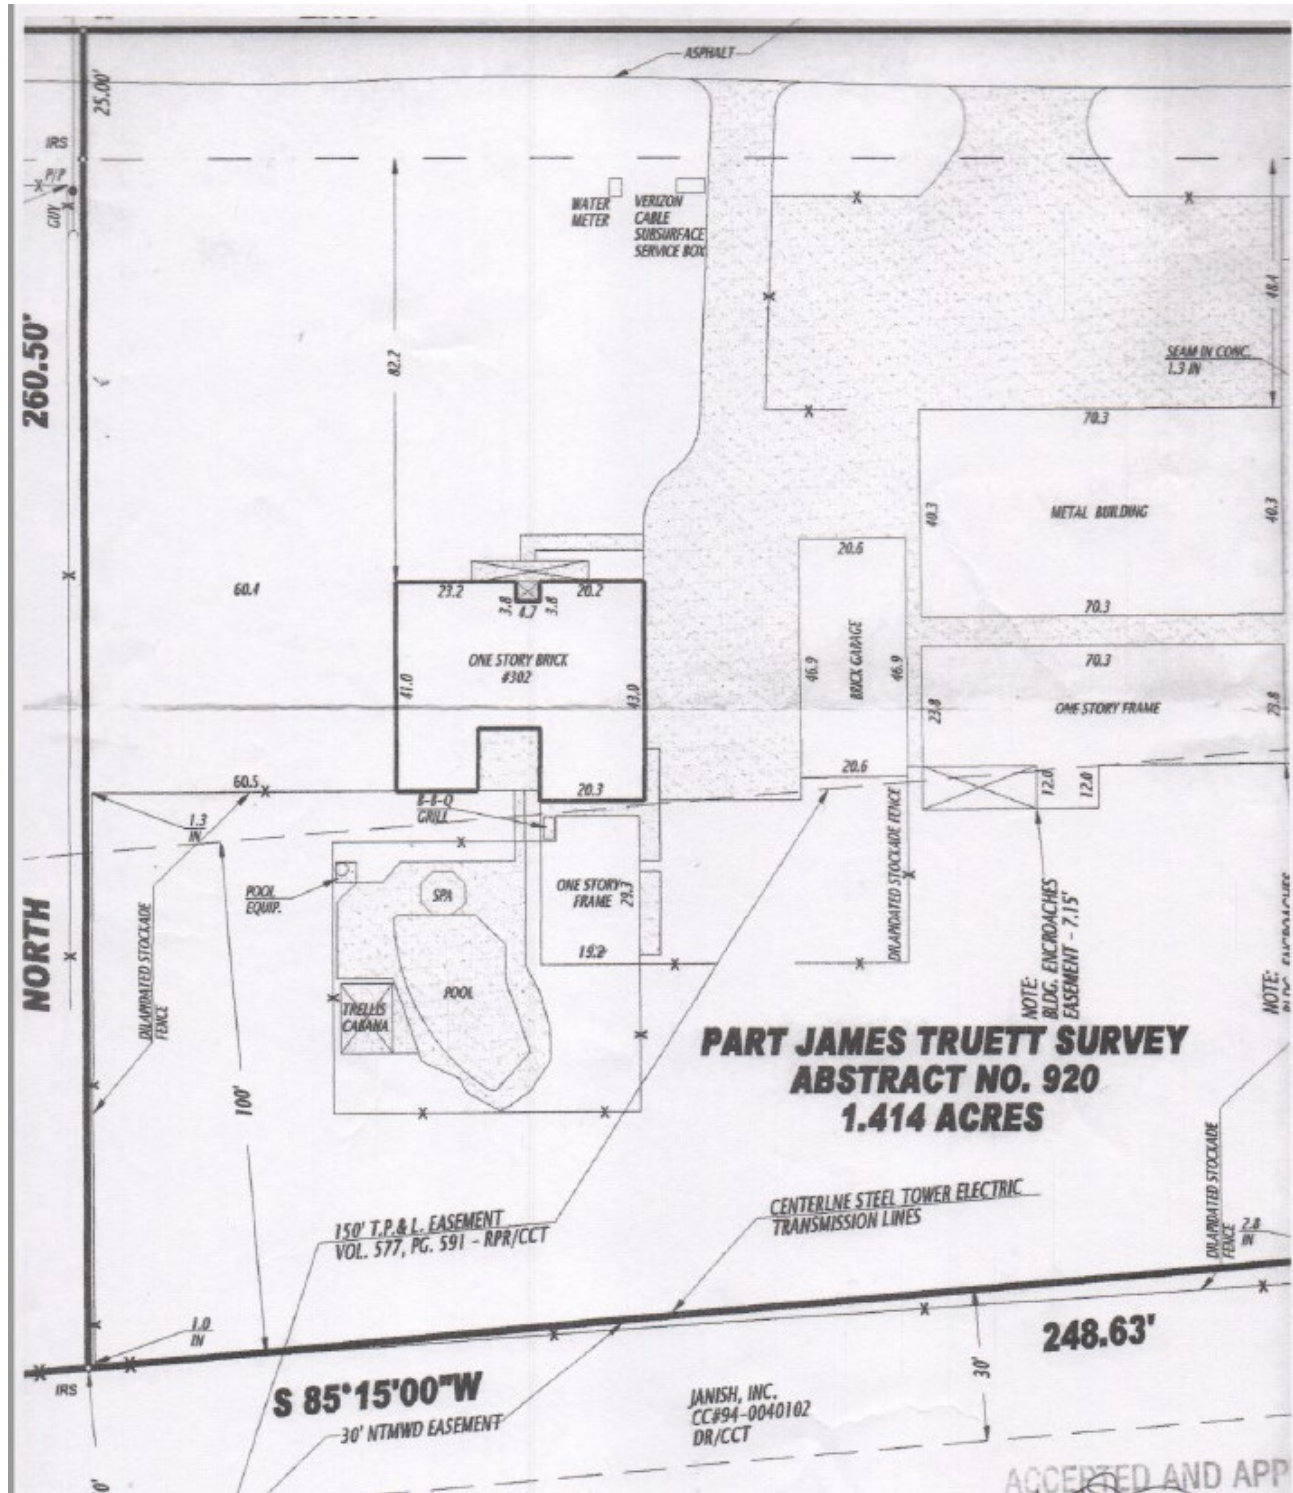 ASPHALT
25.00'
IRS
P/P
GUY
WATER
METER
VERIZON
CABLE
SUBSURFACE
SERVICE BOX
48.4
260.50'
82.2
SEAM IN CONC.
1.3 IN
70.3
40.3
METAL BUILDING
40.3
70.3
20.6
60.4
23.2
3.8
4.7
3.8
20.2
ONE STORY BRICK
#302
41.0
43.0
46.9
BRICK GARAGE
46.9
70.3
23.8
ONE STORY FRAME
23.8
20.6
12.0
12.0
60.5
20.3
1.3
IN
B-B-Q
GRILL
DILAPIDATED STOCKADE FENCE
POOL
EQUIP.
SPA
ONE STORY
FRAME
29.3
19.2
NORTH
DILAPIDATED STOCKADE
FENCE
POOL
TRELLIS
CABANA
NOTE:
BLDG. ENCROACHES
EASEMENT - 7.15'
NOTE:
BLDG. ENCROACHES
PART JAMES TRUETT SURVEY
ABSTRACT NO. 920
1.414 ACRES
100'
150' T.P.& L. EASEMENT
VOL. 577, PG. 591 - RPR/CCT
CENTERLNE STEEL TOWER ELECTRIC
TRANSMISSION LINES
DILAPIDATED STOCKADE
FENCE
2.8
IN
1.0
IN
IRS
S 85°15'00"W
248.63'
30'
30' NTMWD EASEMENT
JANISH, INC.
CC#94-0040102
DR/CCT
ACCEPTED AND APP